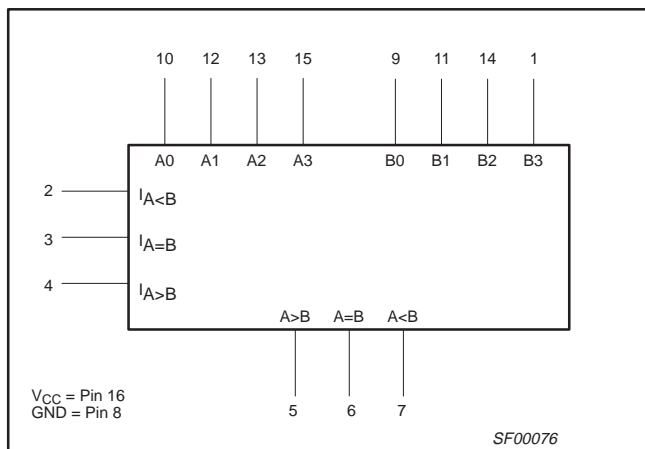 10 12 13 15 9 11 14 1
A0 A1 A2 A3 B0 B1 B2 B3
2 IA<B
3 IA=B
4 IA>B
A>B A=B A<B
5 6 7
VCC = Pin 16
GND = Pin 8
SF00076